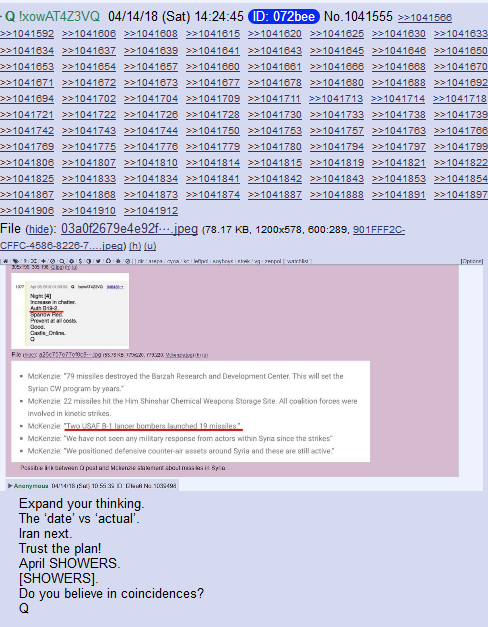 Q !xowAT4Z3VQ 04/14/18 (Sat) 14:24:45 ID: 072bee No.1041555 >>1041566
>>1041592 >>1041606 >>1041608 >>1041615 >>1041620 >>1041625 >>1041630 >>1041633
>>1041634 >>1041637 >>1041639 >>1041641 >>1041643 >>1041645 >>1041649 >>1041650
>>1041653 >>1041654 >>1041657 >>1041660 >>1041666 >>1041668 >>1041670
>>1041671 >>1041672 >>1041673 >>1041677 >>1041678 >>1041680 >>1041688 >>1041692
>>1041694 >>1041702 >>1041704 >>1041709 >>1041711 >>1041713 >>1041714 >>1041718
>>1041721 >>1041722 >>1041726 >>1041728 >>1041730 >>1041733 >>1041738 >>1041739
>>1041742 >>1041743 >>1041744 >>1041750 >>1041753 >>1041757 >>1041763 >>1041766
>>1041769 >>1041775 >>1041776 >>1041779 >>1041780 >>1041794 >>1041797 >>1041799
>>1041806 >>1041807 >>1041810 >>1041814 >>1041815 >>1041819 >>1041821 >>1041822
>>1041825 >>1041833 >>1041834 >>1041841 >>1041842 >>1041843 >>1041853 >>1041854
>>1041867 >>1041868 >>1041873 >>1041874 >>1041887 >>1041888 >>1041891 >>1041897
>>1041906 >>1041910 >>1041912
File (hide): 03a0f2679e4e92f⋯.jpeg (78.17 KB, 1200x578, 600:289, 901FFF2C-
CFFC-4586-8226-7….jpeg) (h) (u)
[Options]
Night [4]
Increase in chatter.
Auth B19-2.
Sparrow Red.
Prevent at all costs.
Good.
Castle_Online.
Q
McKenzie: "79 missiles destroyed the Barzah Research and Development Center. This will set the
Syrian CW program by years."
McKenzie: 22 missiles hit the Him Shinshar Chemical Weapons Storage Site. All coalition forces were
involved in kinetic strikes.
McKenzie: "Two USAF B-1 lancer bombers launched 19 missiles."
McKenzie: "We have not seen any military response from actors within Syria since the strikes"
McKenzie: "We positioned defensive counter-air assets around Syria and these are still active."
Possible link between Q post and Mckenzie statement about missiles in Syria...
Anonymous 04/14/18 (Sat) 10:55:39 ID: No.1039498
Expand your thinking.
The ‘date’ vs ‘actual’.
Iran next.
Trust the plan!
April SHOWERS.
[SHOWERS].
Do you believe in coincidences?
Q